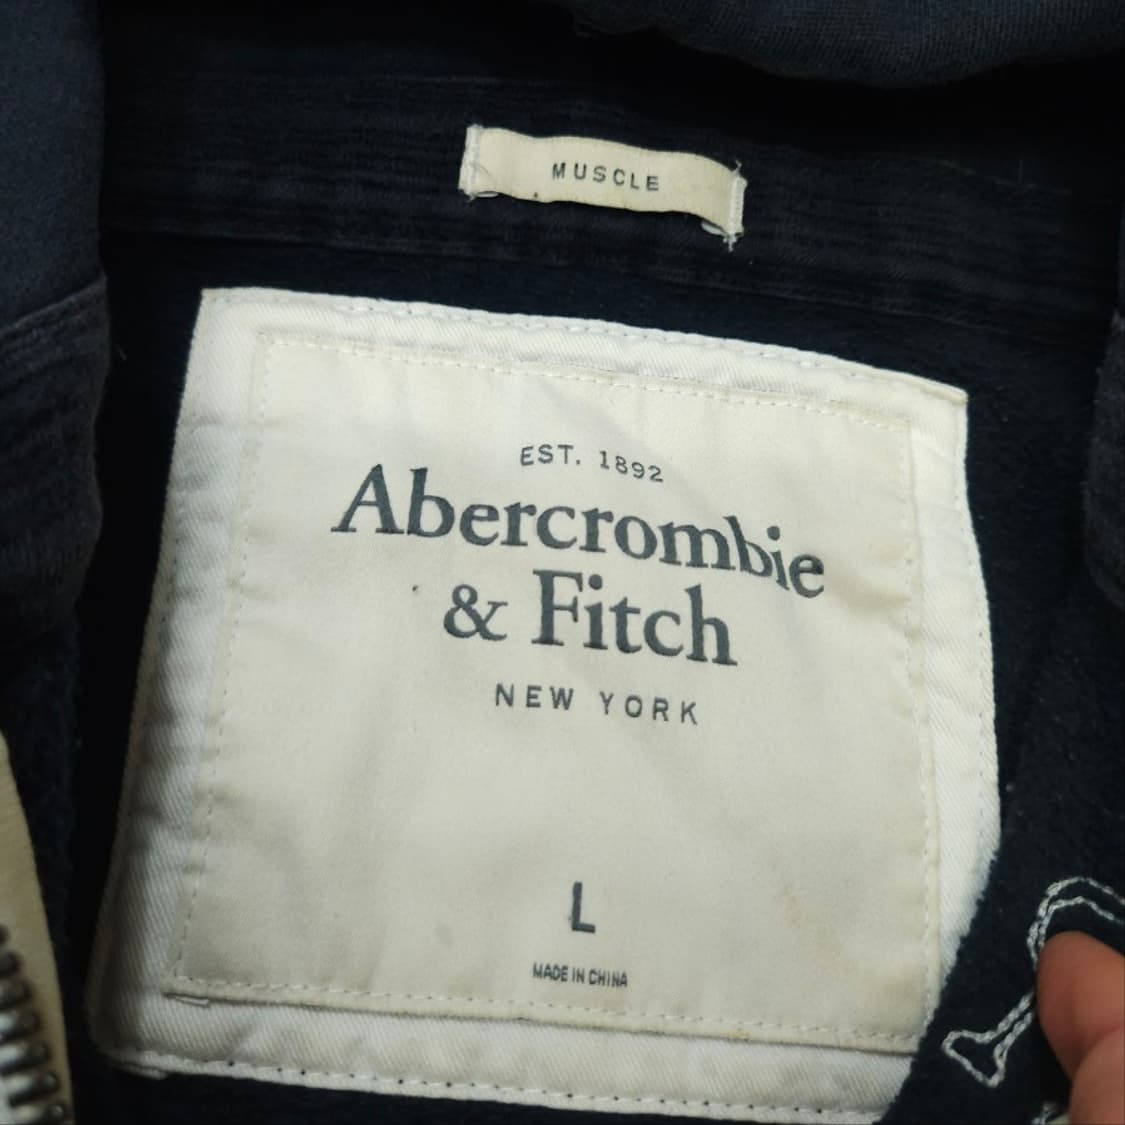 MUSCLE
EST. 1892
Abercrombie
& Fitch
NEW YORK
L
MADE IN CHINA